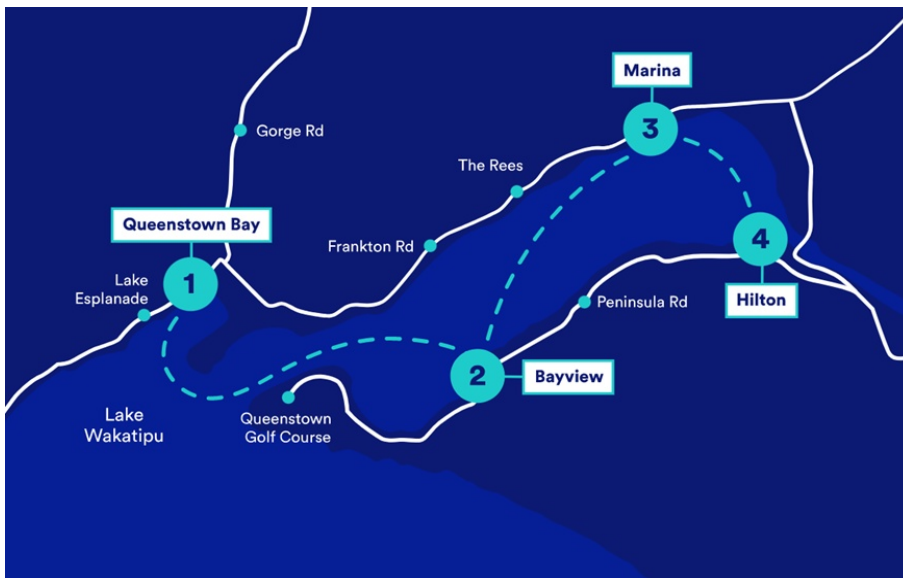 Marina
3
Gorge Rd
The Rees
Queenstown Bay
Frankton Rd
4
Lake
Esplanade
1
Peninsula Rd
Hilton
2
Bayview
Lake
Wakatipu
Queenstown
Golf Course